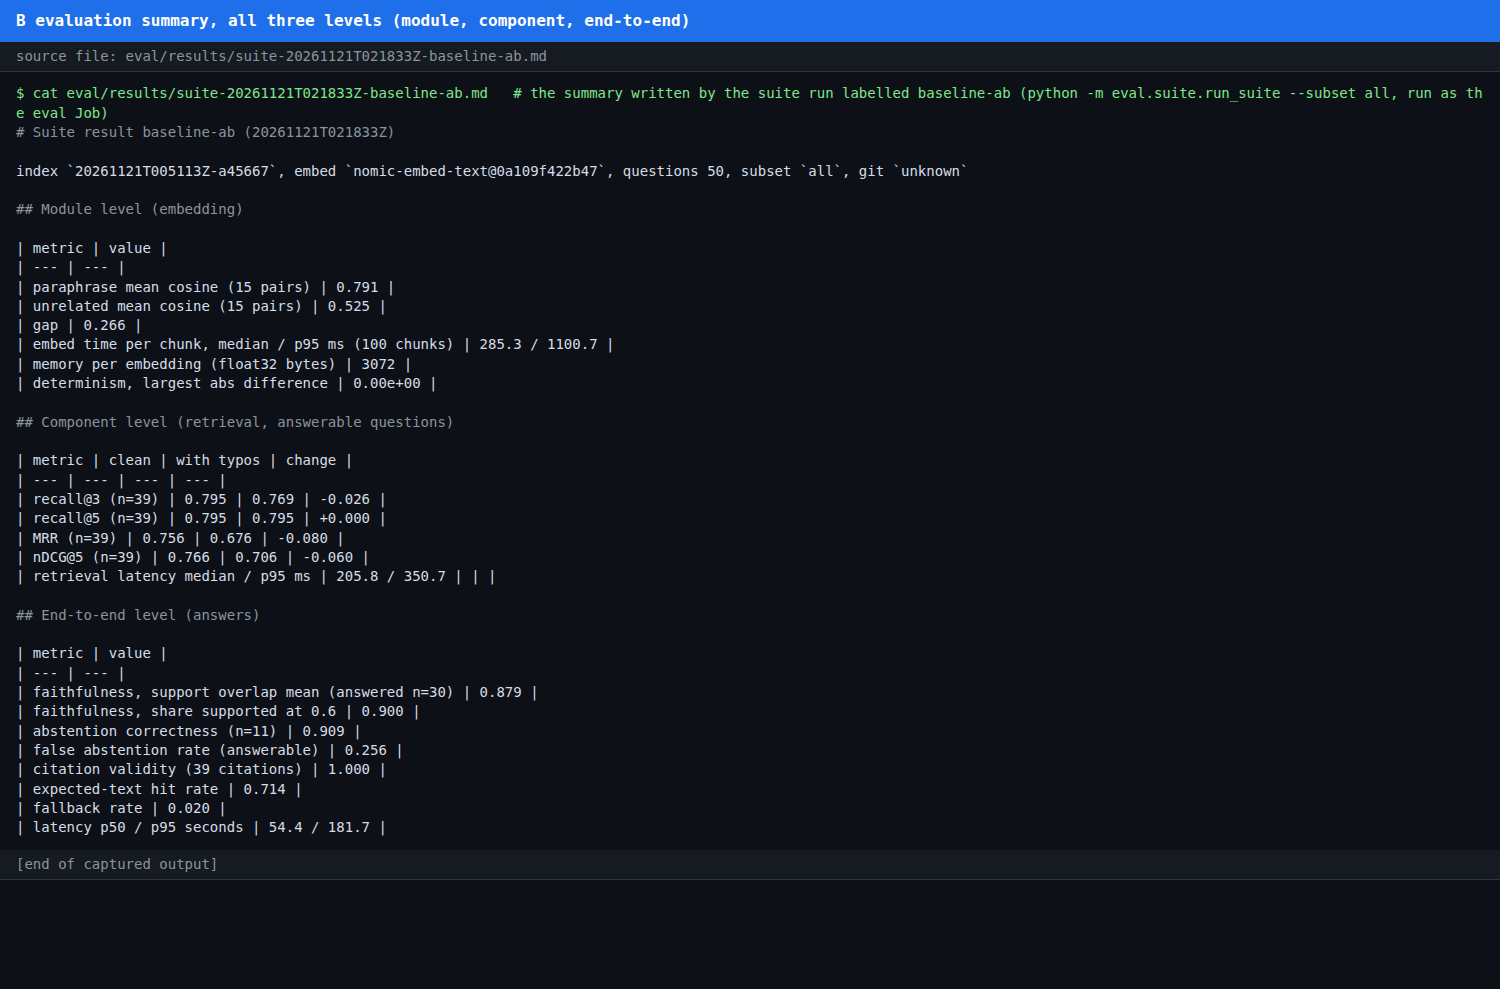 B evaluation summary, all three levels (module, component, end-to-end)
source file: eval/results/suite-20261121T021833Z-baseline-ab.md
$ cat eval/results/suite-20261121T021833Z-baseline-ab.md   # the summary written by the suite run labelled baseline-ab (python -m eval.suite.run_suite --subset all, run as th
e eval Job)
# Suite result baseline-ab (20261121T021833Z)
index `20261121T005113Z-a45667`, embed `nomic-embed-text@0a109f422b47`, questions 50, subset `all`, git `unknown`
## Module level (embedding)
| metric | value |
| --- | --- |
| paraphrase mean cosine (15 pairs) | 0.791 |
| unrelated mean cosine (15 pairs) | 0.525 |
| gap | 0.266 |
| embed time per chunk, median / p95 ms (100 chunks) | 285.3 / 1100.7 |
| memory per embedding (float32 bytes) | 3072 |
| determinism, largest abs difference | 0.00e+00 |
## Component level (retrieval, answerable questions)
| metric | clean | with typos | change |
| --- | --- | --- | --- |
| recall@3 (n=39) | 0.795 | 0.769 | -0.026 |
| recall@5 (n=39) | 0.795 | 0.795 | +0.000 |
| MRR (n=39) | 0.756 | 0.676 | -0.080 |
| nDCG@5 (n=39) | 0.766 | 0.706 | -0.060 |
| retrieval latency median / p95 ms | 205.8 / 350.7 | | |
## End-to-end level (answers)
| metric | value |
| --- | --- |
| faithfulness, support overlap mean (answered n=30) | 0.879 |
| faithfulness, share supported at 0.6 | 0.900 |
| abstention correctness (n=11) | 0.909 |
| false abstention rate (answerable) | 0.256 |
| citation validity (39 citations) | 1.000 |
| expected-text hit rate | 0.714 |
| fallback rate | 0.020 |
| latency p50 / p95 seconds | 54.4 / 181.7 |
[end of captured output]